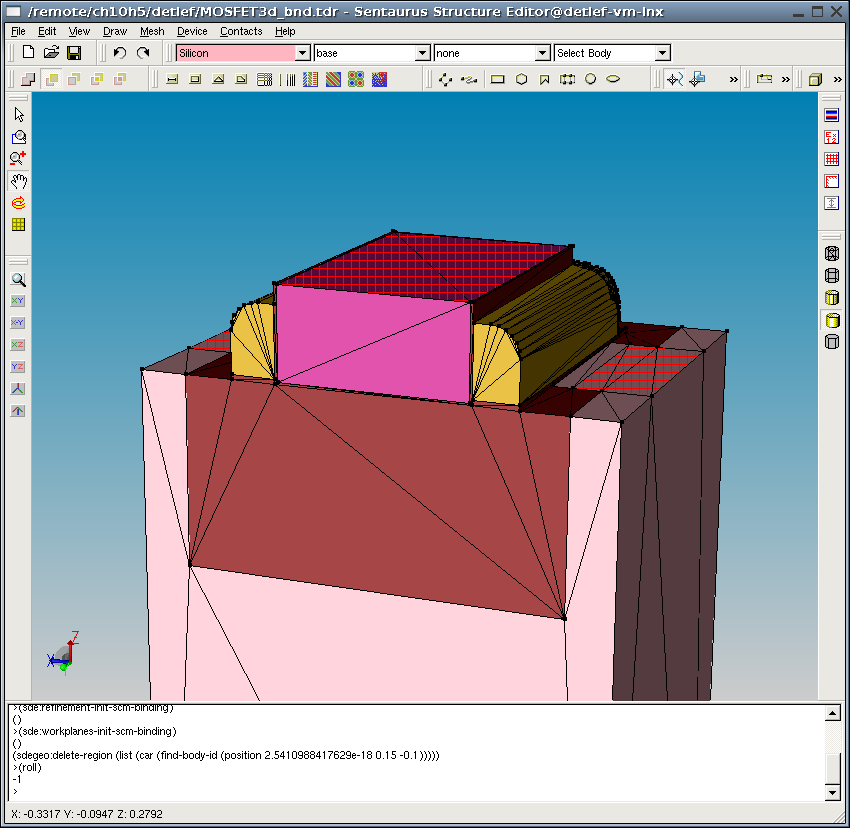 /remote/ch10h5/detlef/MOSFET3d_bnd.tdr - Sentaurus Structure Editor@detlef-vm-lnx
File Edit View Draw Mesh Device Contacts Help
Silicon base none Select Body
» » »
XY
X-Y
XZ
YZ
Z
X
>(sde:refinement-init-scm-binding)
()
>(sde:workplanes-init-scm-binding)
()
(sdegeo:delete-region (list (car (find-body-id (position 2.5410988417629e-18 0.15 -0.1)))))
>(roll)
-1
>
X: -0.3317 Y: -0.0947 Z: 0.2792